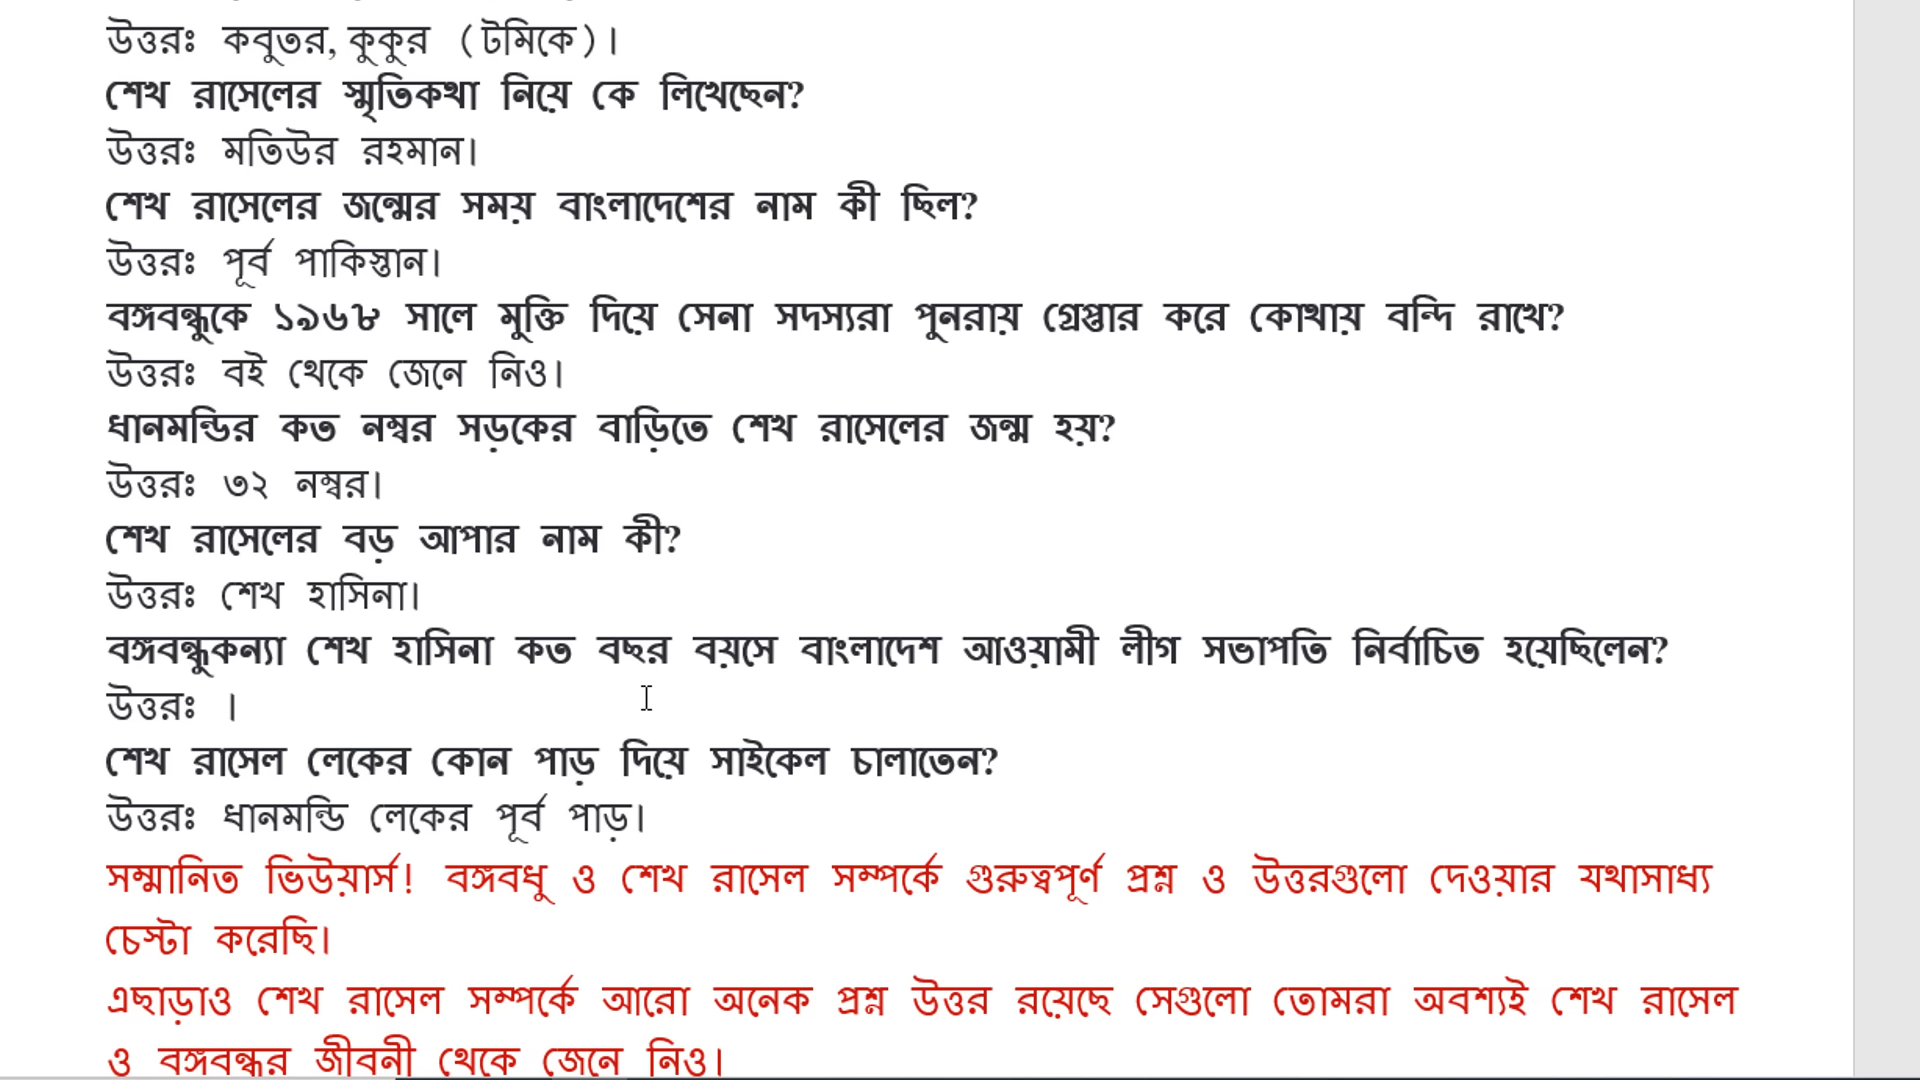 উত্তরঃ কবুতর, কুকুর (টমিকে)।
শেখ রাসেলের স্মৃতিকথা নিয়ে কে লিখেছেন?
উত্তরঃ মতিউর রহমান।
শেখ রাসেলের জন্মের সময় বাংলাদেশের নাম কী ছিল?
উত্তরঃ পূর্ব পাকিস্তান।
বঙ্গবন্ধুকে ১৯৬৮ সালে মুক্তি দিয়ে সেনা সদস্যরা পুনরায় গ্রেপ্তার করে কোথায় বন্দি রাখে?
উত্তরঃ বই থেকে জেনে নিও।
ধানমন্ডির কত নম্বর সড়কের বাড়িতে শেখ রাসেলের জন্ম হয়?
উত্তরঃ ৩২ নম্বর।
শেখ রাসেলের বড় আপার নাম কী?
উত্তরঃ শেখ হাসিনা।
বঙ্গবন্ধুকন্যা শেখ হাসিনা কত বছর বয়সে বাংলাদেশ আওয়ামী লীগ সভাপতি নির্বাচিত হয়েছিলেন?
উত্তরঃ ।
শেখ রাসেল লেকের কোন পাড় দিয়ে সাইকেল চালাতেন?
উত্তরঃ ধানমন্ডি লেকের পূর্ব পাড়।
সম্মানিত ভিউয়ার্স! বঙ্গবধু ও শেখ রাসেল সম্পর্কে গুরুত্বপূর্ণ প্রশ্ন ও উত্তরগুলো দেওয়ার যথাসাধ্য
চেস্টা করেছি।
এছাড়াও শেখ রাসেল সম্পর্কে আরো অনেক প্রশ্ন উত্তর রয়েছে সেগুলো তোমরা অবশ্যই শেখ রাসেল
ও বঙ্গবন্ধর জীবনী থেকে জেনে নিও।